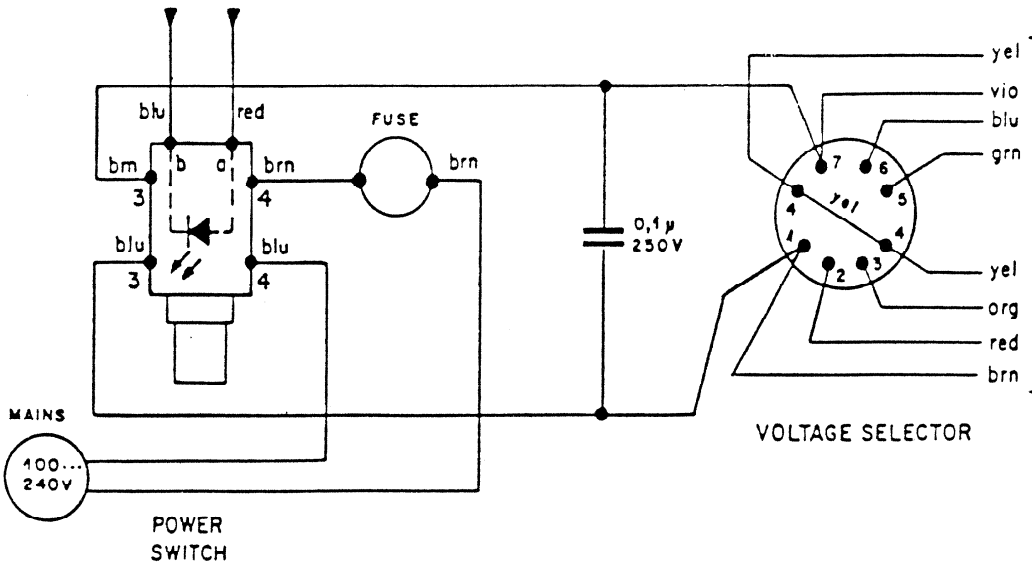 yel
vio
blu
red
blu
FUSE
grn
b
a
brn
brn
brn
7
6
3
4
5
yel
4
blu
blu
0,1µ
250V
1
4
3
4
yel
2
3
org
red
brn
MAINS
VOLTAGE SELECTOR
100...
240V
POWER
SWITCH